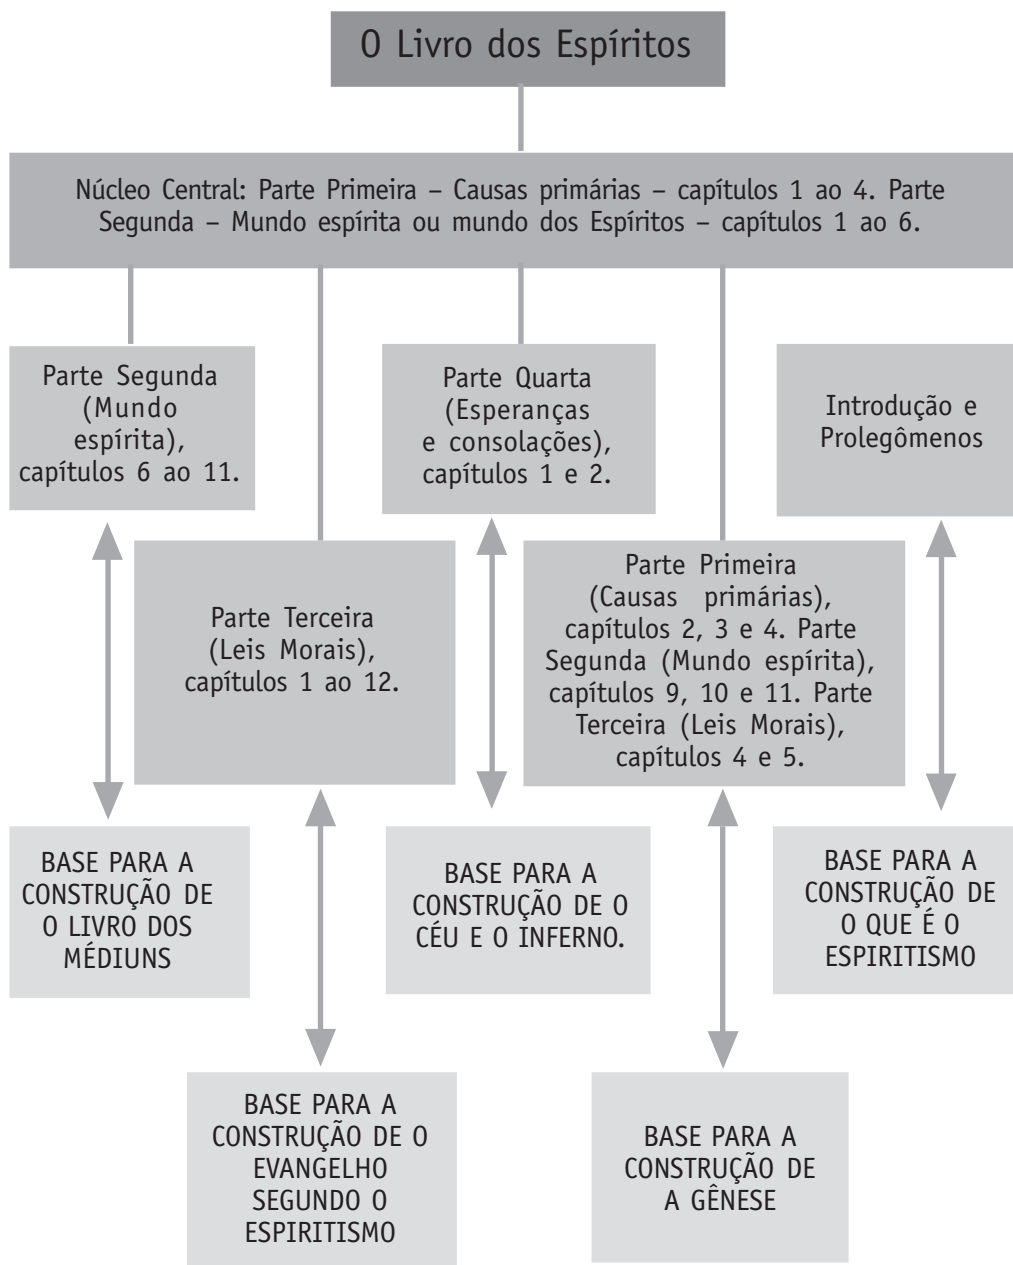 O Livro dos Espíritos
Núcleo Central: Parte Primeira – Causas primárias – capítulos 1 ao 4. Parte
Segunda – Mundo espírita ou mundo dos Espíritos – capítulos 1 ao 6.
Parte Segunda
(Mundo
espírita),
capítulos 6 ao 11.
Parte Quarta
(Esperanças
e consolações),
capítulos 1 e 2.
Introdução e
Prolegômenos
Parte Terceira
(Leis Morais),
capítulos 1 ao 12.
Parte Primeira
(Causas primárias),
capítulos 2, 3 e 4. Parte
Segunda (Mundo espírita),
capítulos 9, 10 e 11. Parte
Terceira (Leis Morais),
capítulos 4 e 5.
BASE PARA A
CONSTRUÇÃO DE
O LIVRO DOS
MÉDIUNS
BASE PARA A
CONSTRUÇÃO DE O
CÉU E O INFERNO.
BASE PARA A
CONSTRUÇÃO DE
O QUE É O
ESPIRITISMO
BASE PARA A
CONSTRUÇÃO DE O
EVANGELHO
SEGUNDO O
ESPIRITISMO
BASE PARA A
CONSTRUÇÃO DE
A GÊNESE